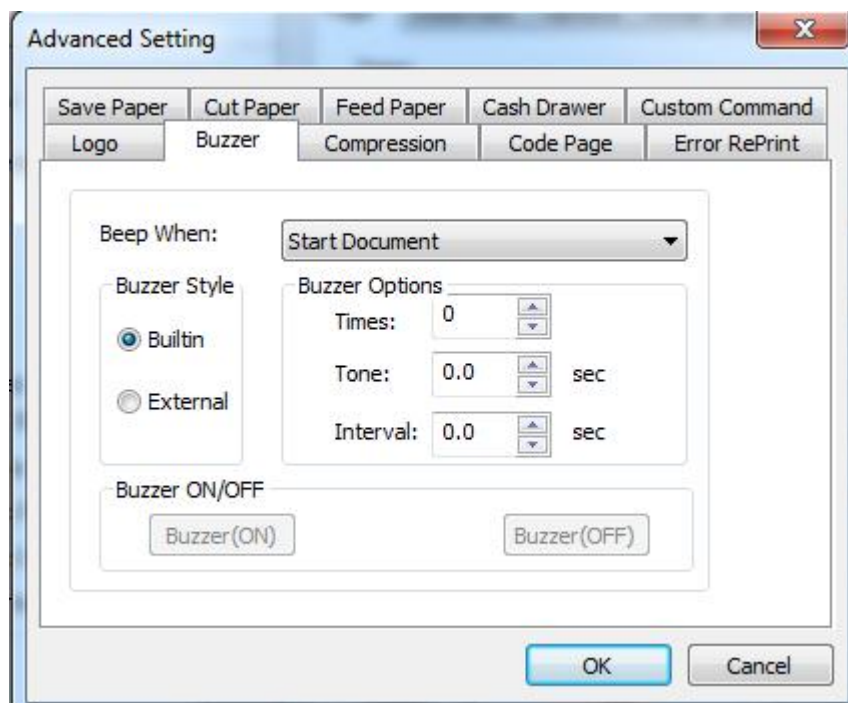 Advanced Setting
Save Paper Cut Paper Feed Paper Cash Drawer Custom Command
Logo Buzzer Compression Code Page Error RePrint
Beep When: Start Document
Buzzer Style Buzzer Options
Times: 0
Builtin
Tone: 0.0 sec
External
Interval: 0.0 sec
Buzzer ON/OFF
Buzzer(ON) Buzzer(OFF)
OK Cancel